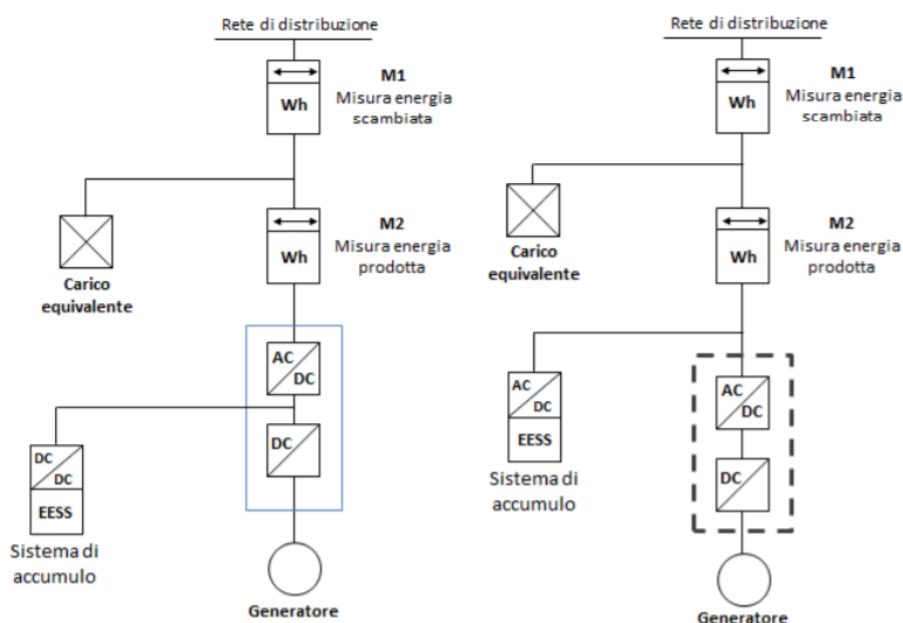 Rete di distribuzione
M1
Misura energia
scambiata
Wh
M2
Misura energia
prodotta
Wh
Carico
equivalente
AC
DC
DC
DC
DC
EESS
Sistema di
accumulo
Generatore
Rete di distribuzione
M1
Misura energia
scambiata
Wh
M2
Misura energia
prodotta
Wh
Carico
equivalente
AC
DC
EESS
Sistema di
accumulo
AC
DC
DC
Generatore